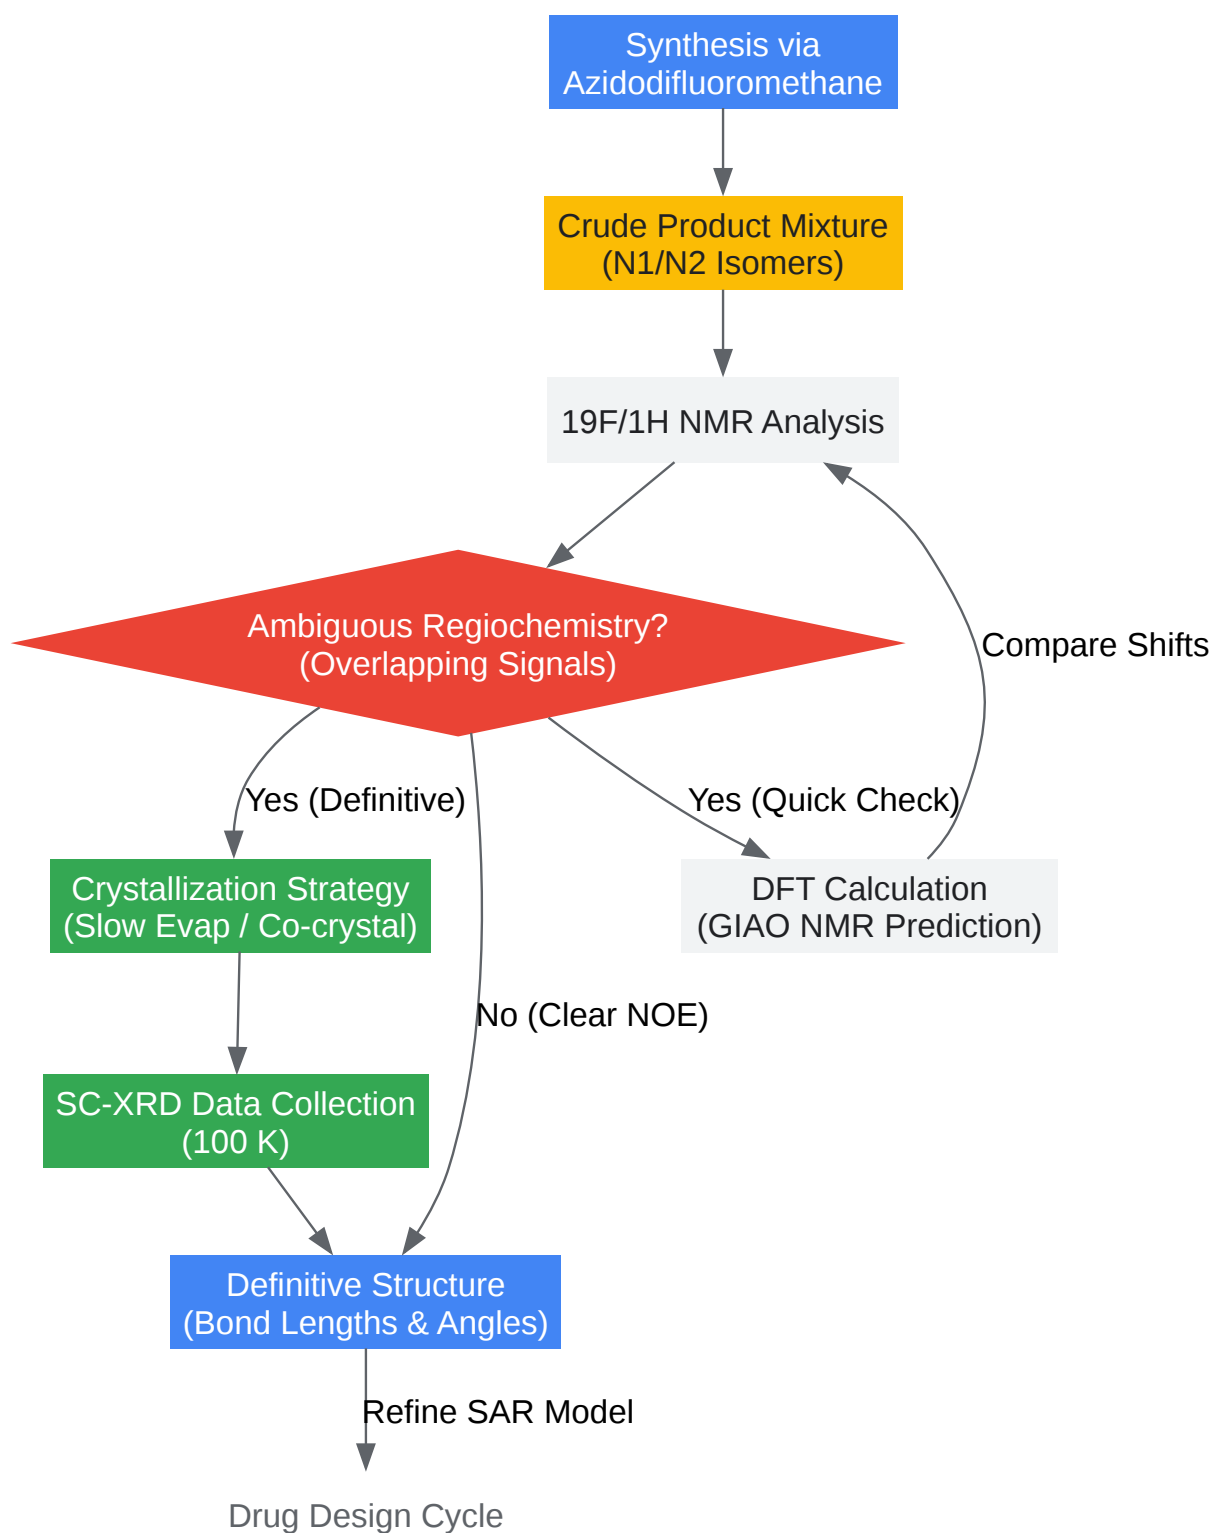 Synthesis via
Azidodifluoromethane
Crude Product Mixture
(N1/N2 Isomers)
19F/1H NMR Analysis
Ambiguous Regiochemistry?
(Overlapping Signals)
Compare Shifts
Yes (Definitive)
Yes (Quick Check)
Crystallization Strategy
(Slow Evap / Co-crystal)
DFT Calculation
(GIAO NMR Prediction)
No (Clear NOE)
SC-XRD Data Collection
(100 K)
Definitive Structure
(Bond Lengths & Angles)
Refine SAR Model
Drug Design Cycle